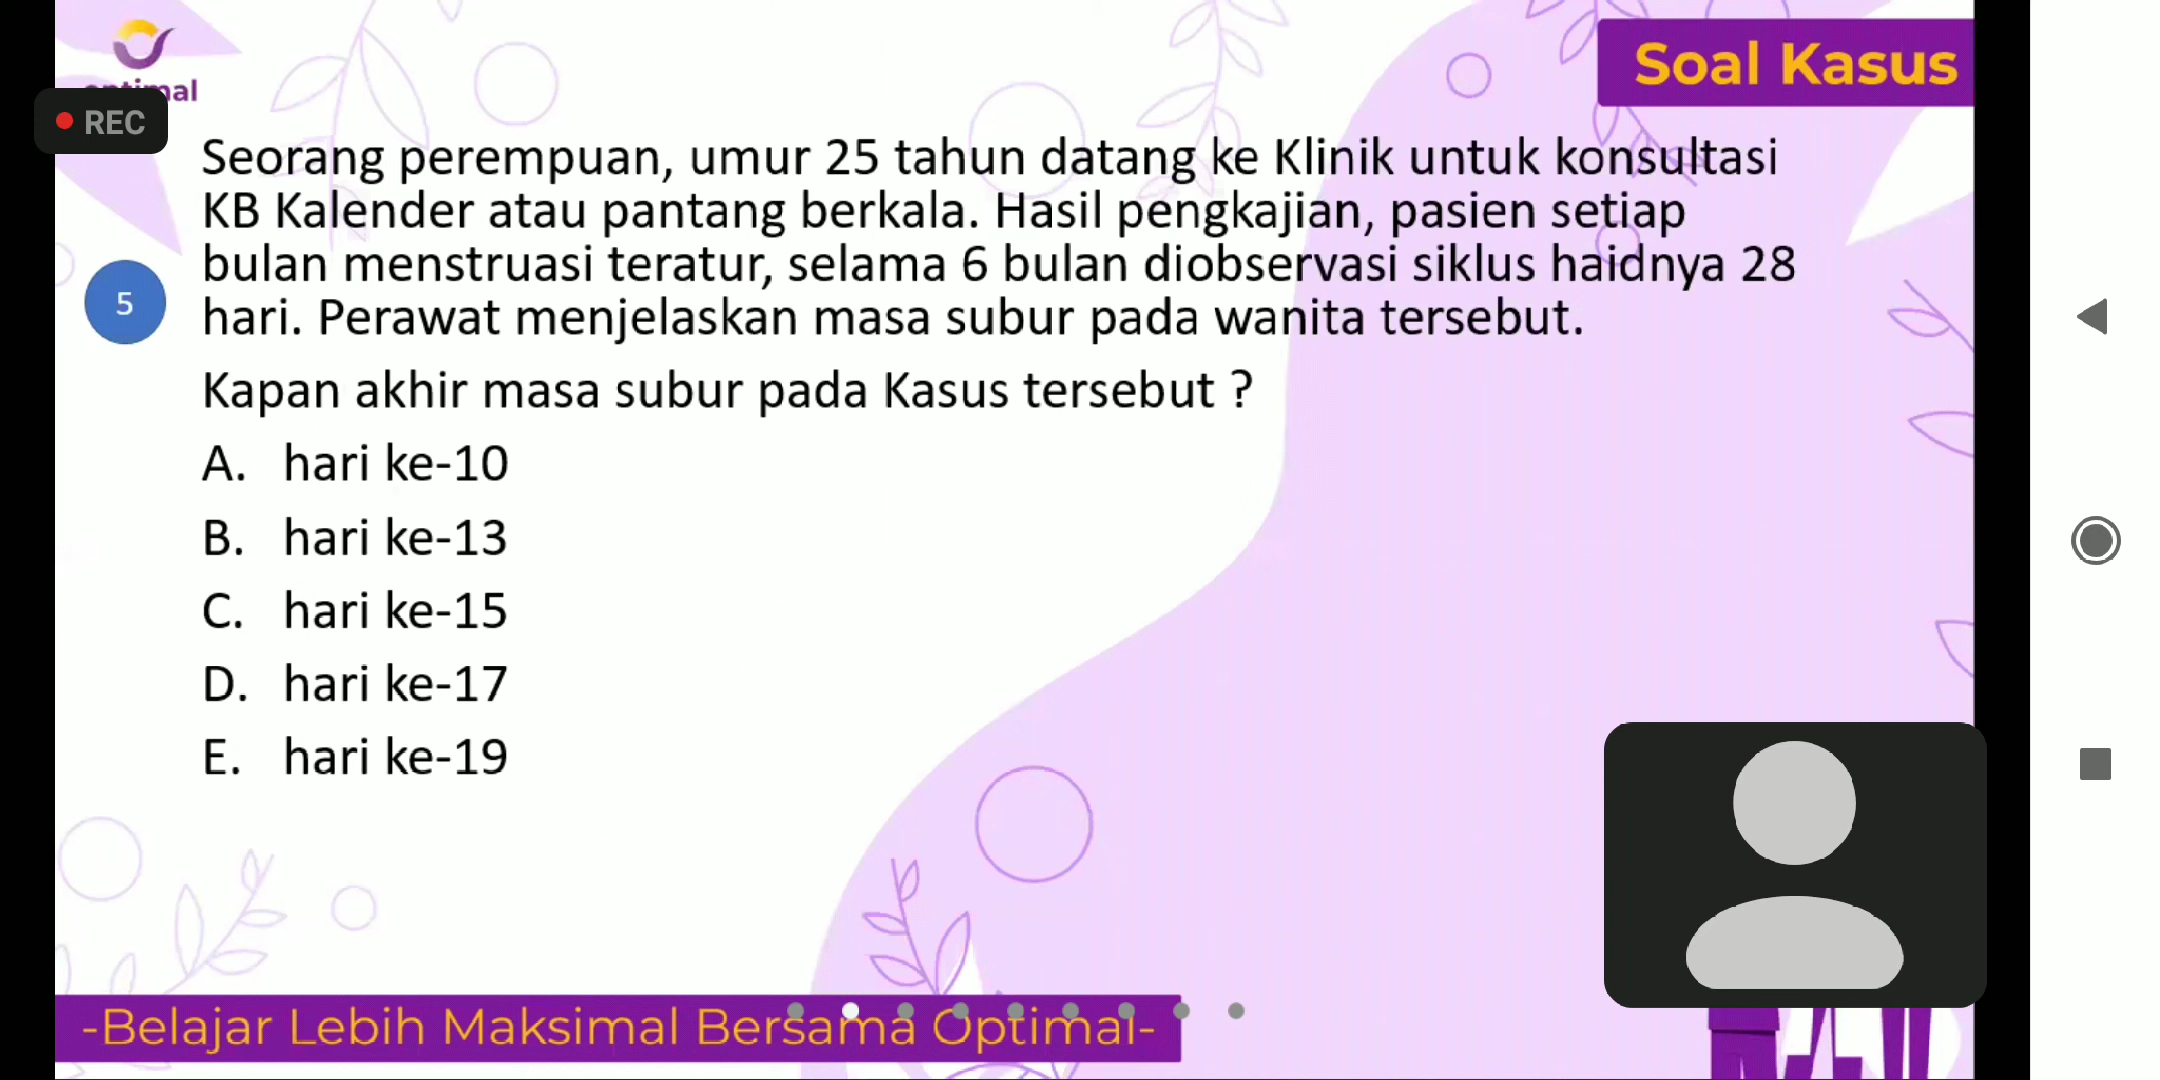 Soal Kasus
optimal
REC
Seorang perempuan, umur 25 tahun datang ke Klinik untuk konsultasi
KB Kalender atau pantang berkala. Hasil pengkajian, pasien setiap
bulan menstruasi teratur, selama 6 bulan diobservasi siklus haidnya 28
hari. Perawat menjelaskan masa subur pada wanita tersebut.
5
Kapan akhir masa subur pada Kasus tersebut ?
A. hari ke-10
B. hari ke-13
C. hari ke-15
D. hari ke-17
E. hari ke-19
-Belajar Lebih Maksimal Bersama Optimal-